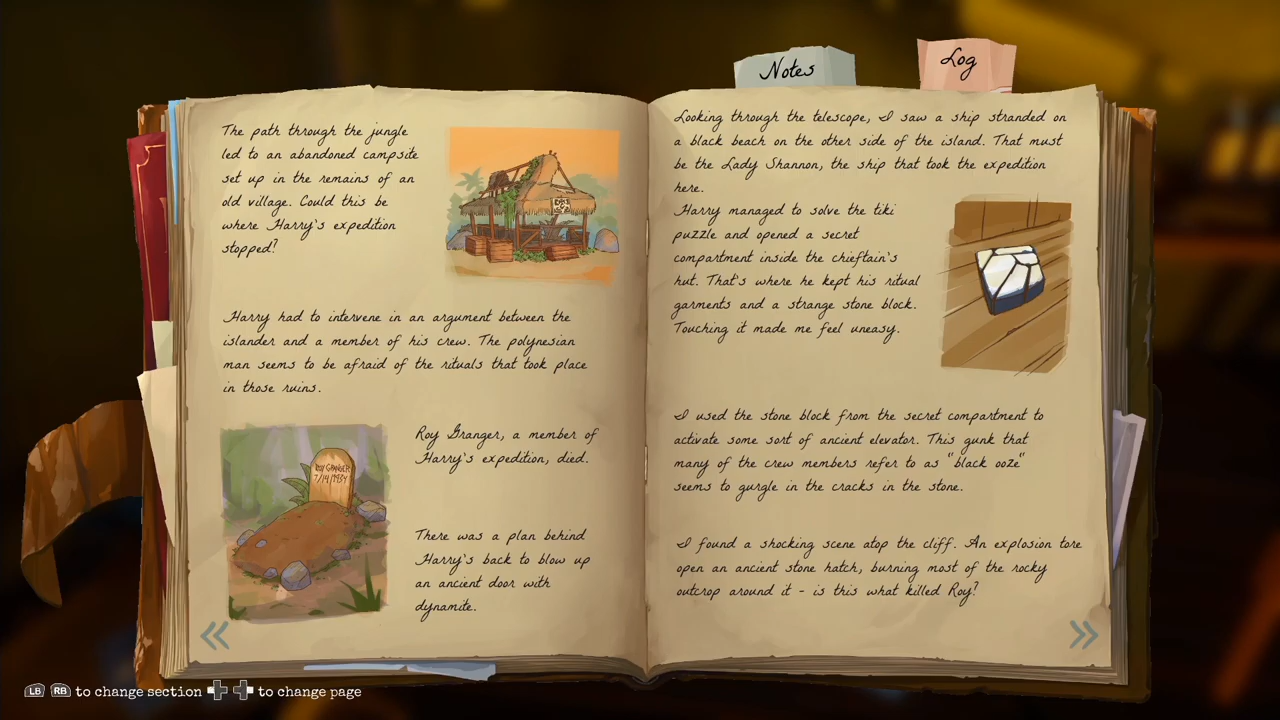 Notes
Log
The path through the jungle
led to an abandoned campsite
set up in the remains of an
old village. Could this be
where Harry's expedition
stopped?
Harry had to intervene in an argument between the
islander and a member of his crew. The polynesian
man seems to be afraid of the rituals that took place
in those ruins.
ROY GRANGER
7/14/1934
Roy Granger, a member of
Harry's expedition, died.
There was a plan behind
Harry's back to blow up
an ancient door with
dynamite.
Looking through the telescope, I saw a ship stranded on
a black beach on the other side of the island. That must
be the Lady Shannon, the ship that took the expedition
here.
Harry managed to solve the tiki
puzzle and opened a secret
compartment inside the chieftain's
hut. That's where he kept his ritual
garments and a strange stone block.
Touching it made me feel uneasy.
I used the stone block from the secret compartment to
activate some sort of ancient elevator. This gunk that
many of the crew members refer to as "black ooze"
seems to gurgle in the cracks in the stone.
I found a shocking scene atop the cliff. An explosion tore
open an ancient stone hatch, burning most of the rocky
outcrop around it - is this what killed Roy?
LB RB to change section to change page